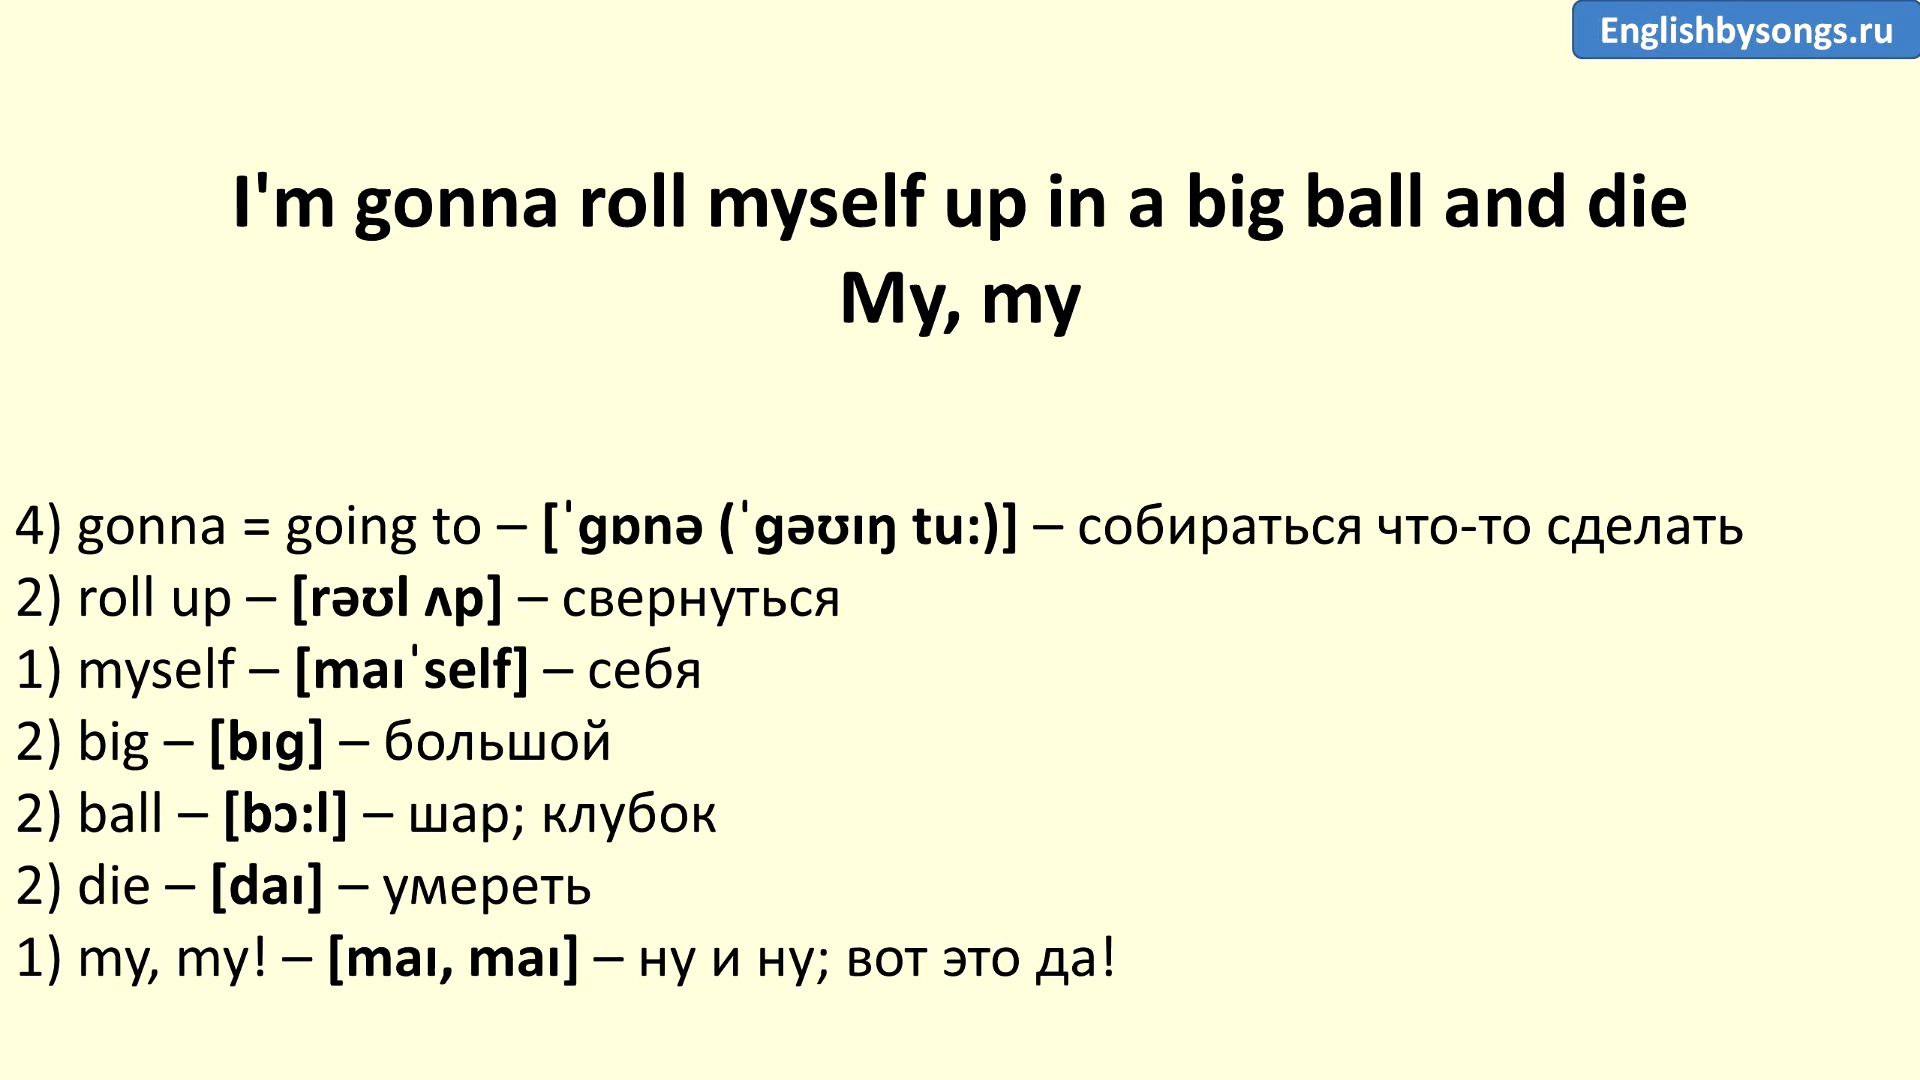 Englishbysongs.ru
I'm gonna roll myself up in a big ball and die
My, my
4) gonna = going to – [ˈgɒnə (ˈgəʊɪŋ tu:)] – собираться что-то сделать
2) roll up – [rəʊl ʌp] – свернуться
1) myself – [maɪˈself] – себя
2) big – [bɪg] – большой
2) ball – [bɔ:l] – шар; клубок
2) die – [daɪ] – умереть
1) my, my! – [maɪ, maɪ] – ну и ну; вот это да!